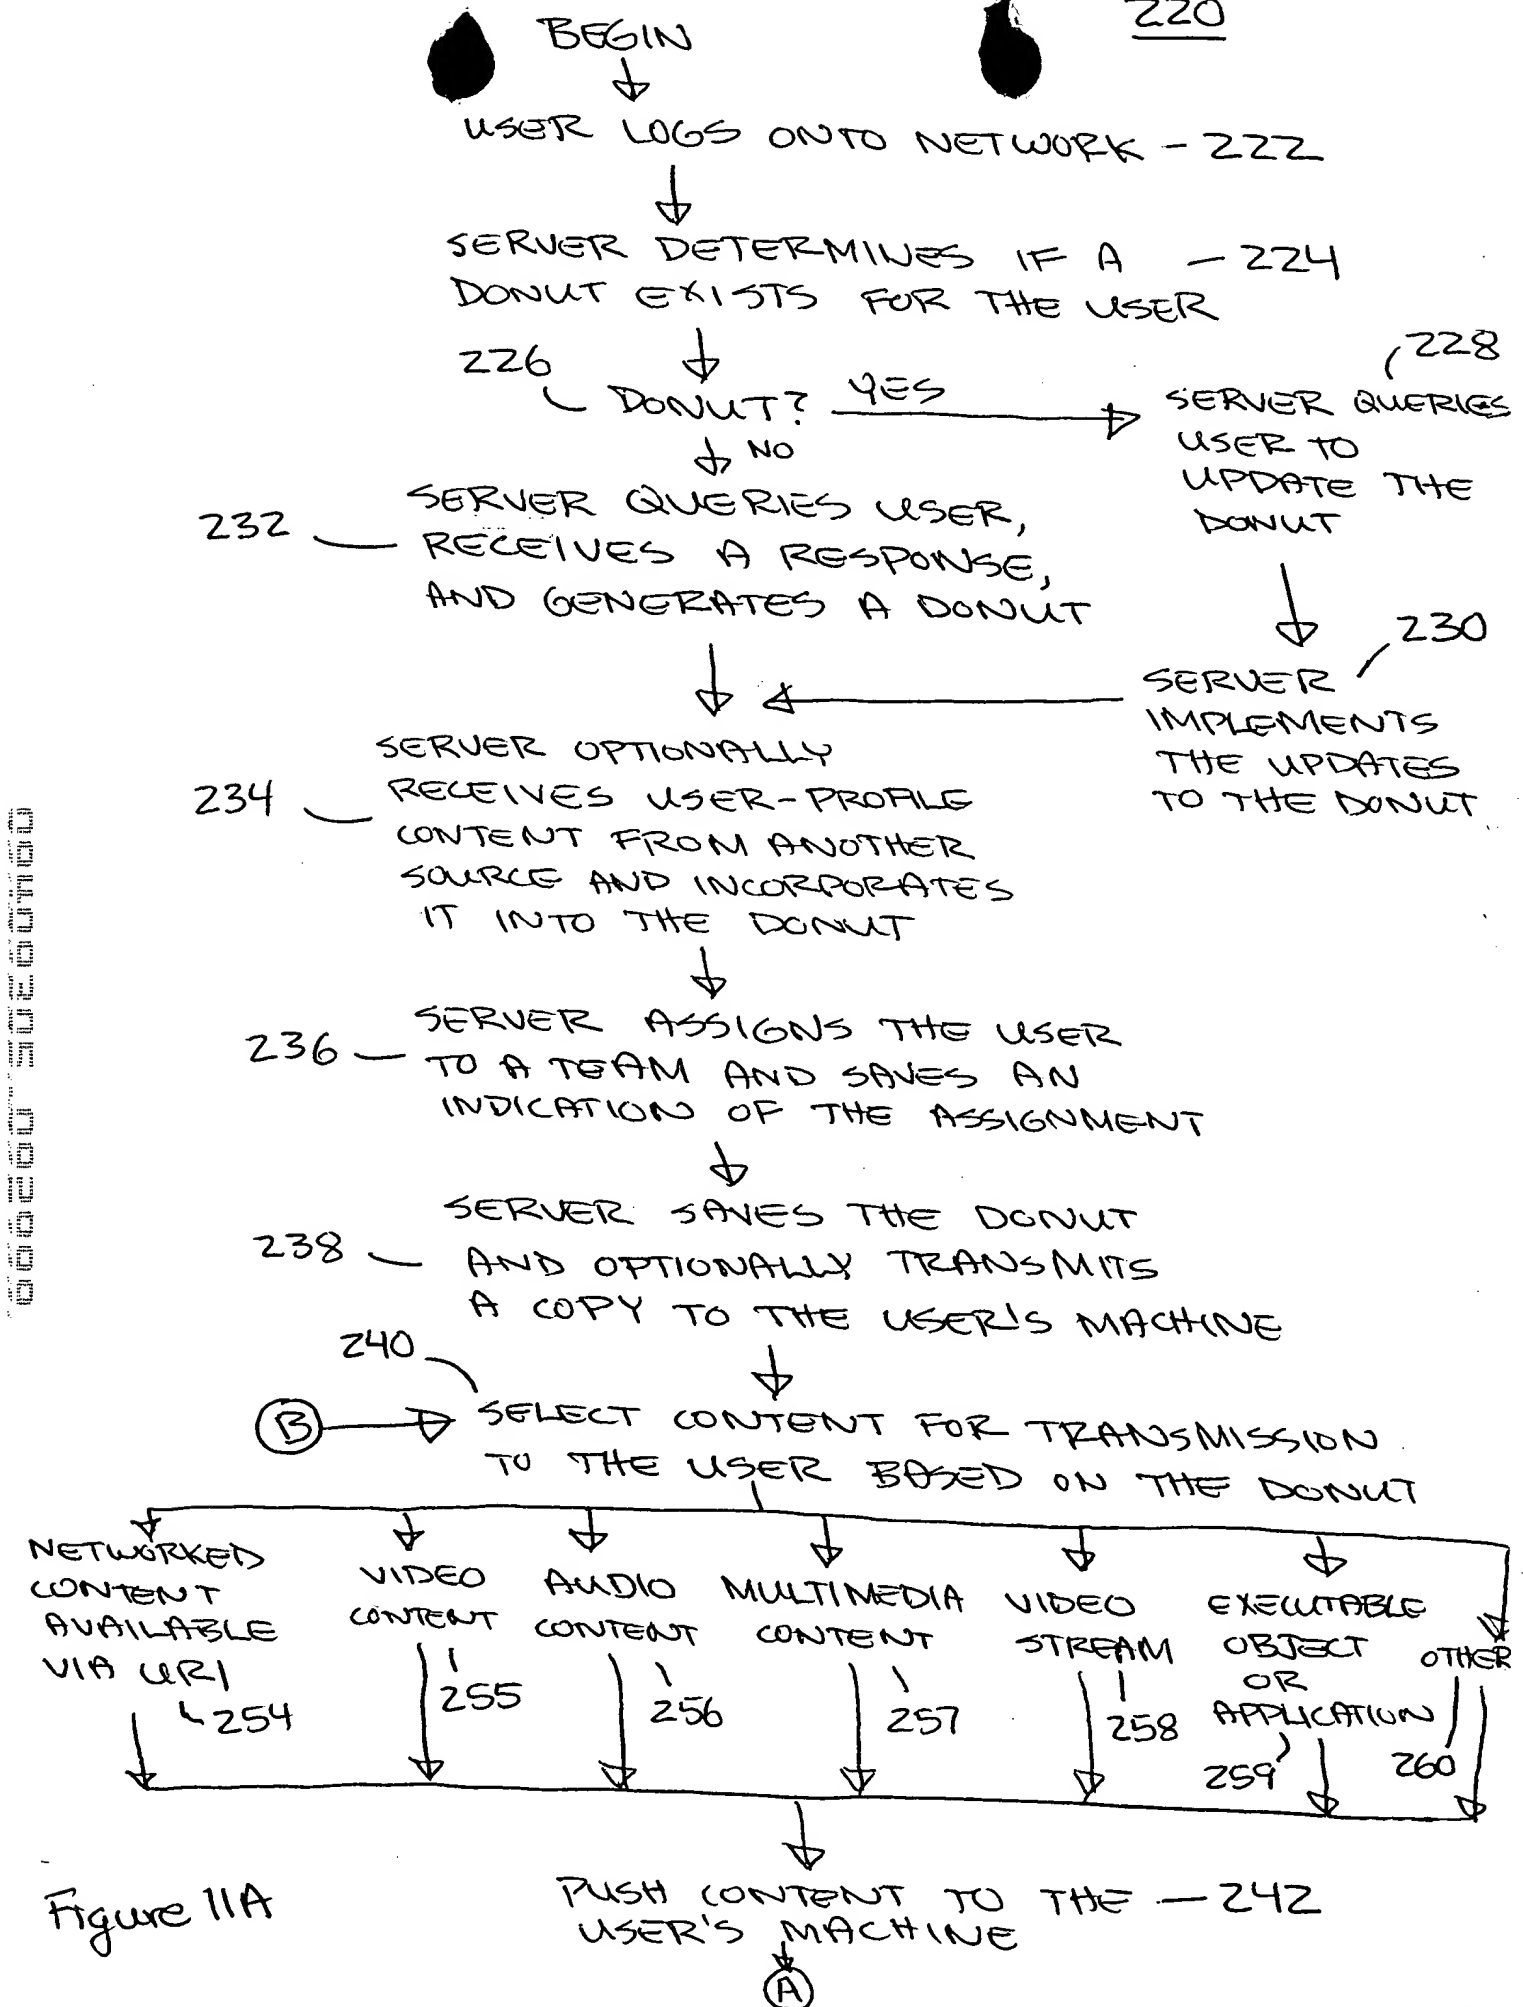 220
BEGIN
USER LOGS ONTO NETWORK - 222
SERVER DETERMINES IF A - 224
DONUT EXISTS FOR THE USER
226
DONUT?
YES
NO
228
SERVER QUERIES
USER TO
UPDATE THE
DONUT
232
SERVER QUERIES USER,
RECEIVES A RESPONSE,
AND GENERATES A DONUT
230
SERVER
IMPLEMENTS
THE UPDATES
TO THE DONUT
234
SERVER OPTIONALLY
RECEIVES USER-PROFILE
CONTENT FROM ANOTHER
SOURCE AND INCORPORATES
IT INTO THE DONUT
236
SERVER ASSIGNS THE USER
TO A TEAM AND SAVES AN
INDICATION OF THE ASSIGNMENT
238
SERVER SAVES THE DONUT
AND OPTIONALLY TRANSMITS
A COPY TO THE USER'S MACHINE
240
B
SELECT CONTENT FOR TRANSMISSION
TO THE USER BASED ON THE DONUT
NETWORKED
CONTENT
AVAILABLE
VIA URI
254
VIDEO
CONTENT
255
AUDIO
CONTENT
256
MULTIMEDIA
CONTENT
257
VIDEO
STREAM
258
EXECUTABLE
OBJECT
OR
APPLICATION
259
OTHER
260
PUSH CONTENT TO THE - 242
USER'S MACHINE
A
Figure 11A